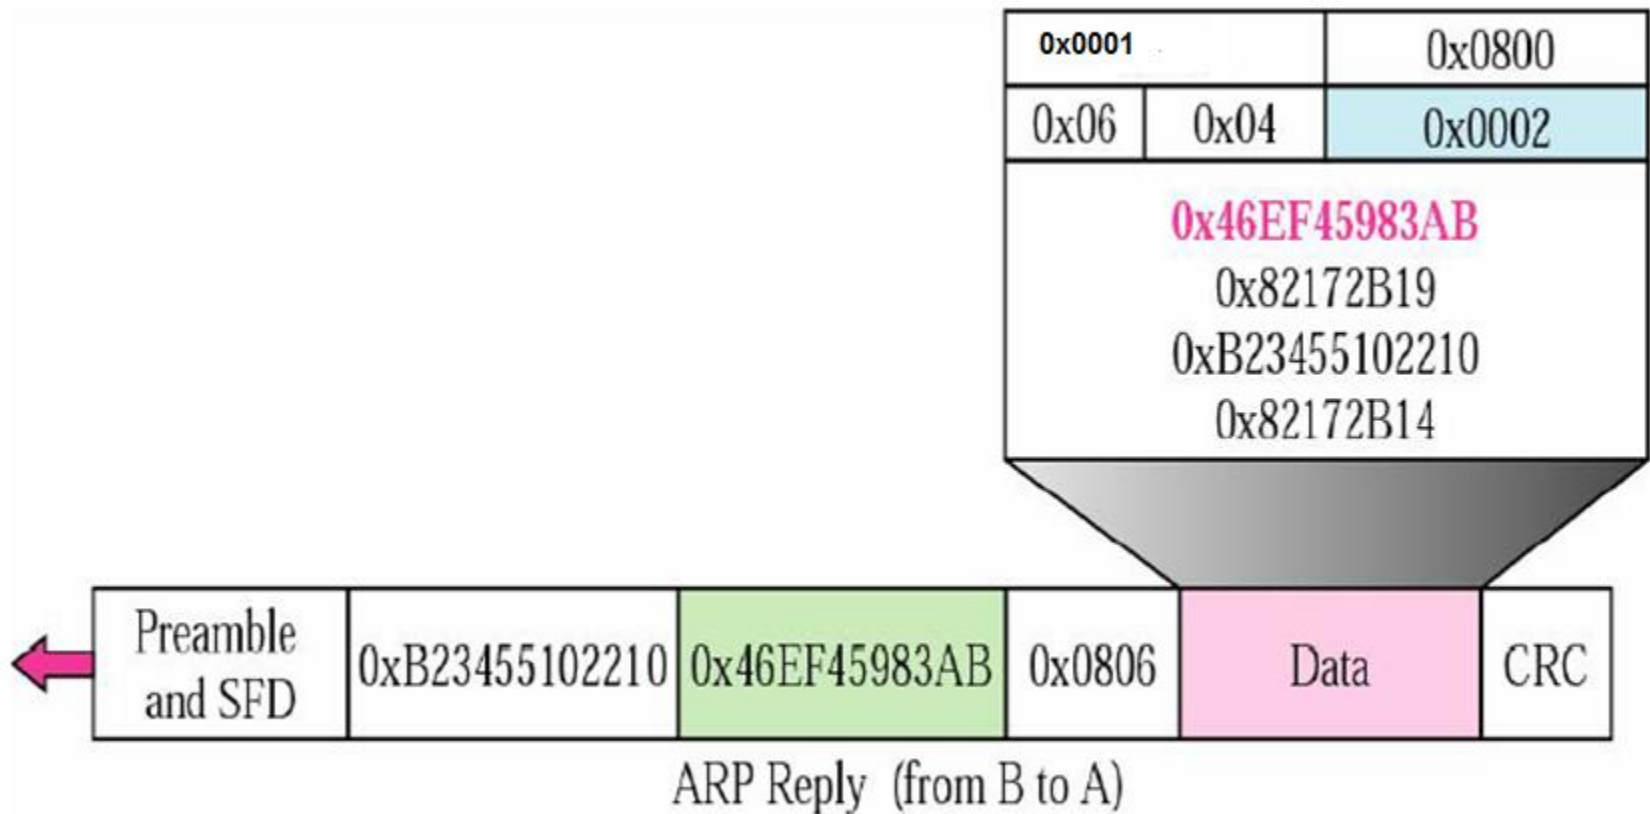 0x0001
0x0800
0x06
0x04
0x0002
0x46EF45983AB
0x82172B19
0xB23455102210
0x82172B14
Preamble
and SFD
0xB23455102210
0x46EF45983AB
0x0806
Data
CRC
ARP Reply (from B to A)